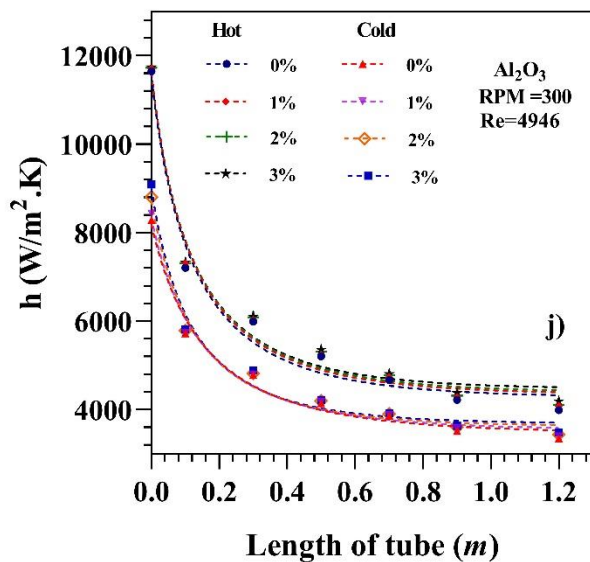 Hot Cold
0% 0%
1% 1%
2% 2%
3% 3%
Al₂O₃
RPM =300
Re=4946
j)
h (W/m².K)
12000
10000
8000
6000
4000
0.0 0.2 0.4 0.6 0.8 1.0 1.2
Length of tube (m)